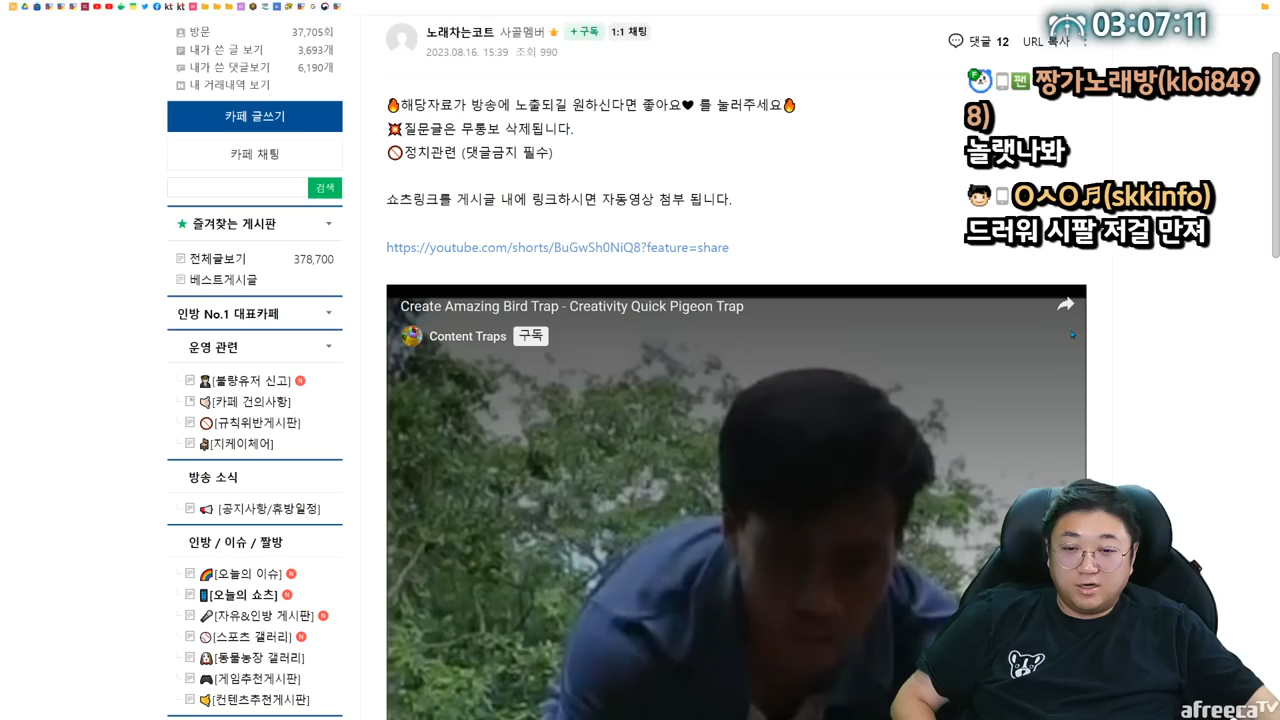 방문 37,705회
내가 쓴 글 보기 3,693개
내가 쓴 댓글보기 6,190개
내 거래내역 보기
카페 글쓰기
카페 채팅
검색
★ 즐겨찾는 게시판
전체글보기 378,700
베스트게시글
인방 No.1 대표카페
운영 관련
[불량유저 신고] N
[카페 건의사항]
[규칙위반게시판]
[지케이체어]
방송 소식
[공지사항/휴방일정]
인방 / 이슈 / 짤방
[오늘의 이슈] N
[오늘의 쇼츠] N
[자유&인방 게시판] N
[스포츠 갤러리] N
[동물농장 갤러리]
[게임추천게시판]
[컨텐츠추천게시판]
노래차는코트 사골멤버 + 구독 1:1 채팅
2023.08.16. 15:39 조회 990
댓글 12 URL 복사
🔥해당자료가 방송에 노출되길 원하신다면 좋아요♥ 를 눌러주세요🔥
💥질문글은 무통보 삭제됩니다.
🚫정치관련 (댓글금지 필수)
쇼츠링크를 게시글 내에 링크하시면 자동영상 첨부 됩니다.
https://youtube.com/shorts/BuGwSh0NiQ8?feature=share
Create Amazing Bird Trap - Creativity Quick Pigeon Trap
Content Traps 구독
03:07:11
F 팬 짱가노래방(kloi849
8)
놀랫나봐
OㅅO♬(skkinfo)
드러워 시팔 저걸 만져
afreecaTV